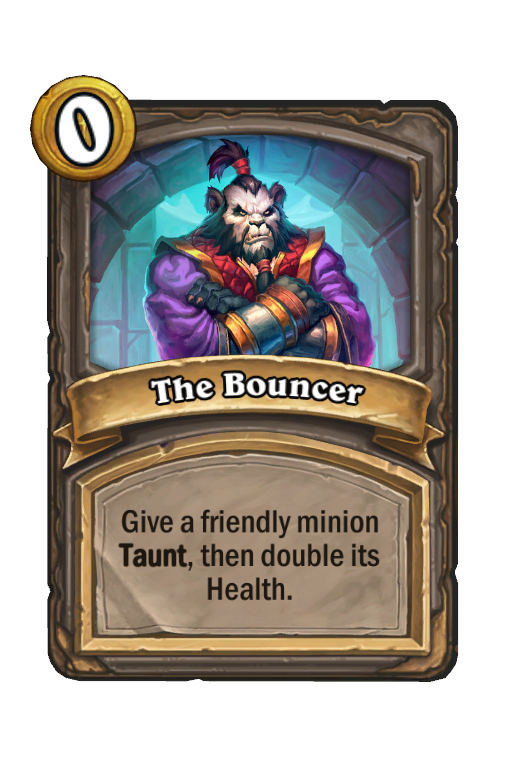 0
The Bouncer
Give a friendly minion
Taunt, then double its
Health.